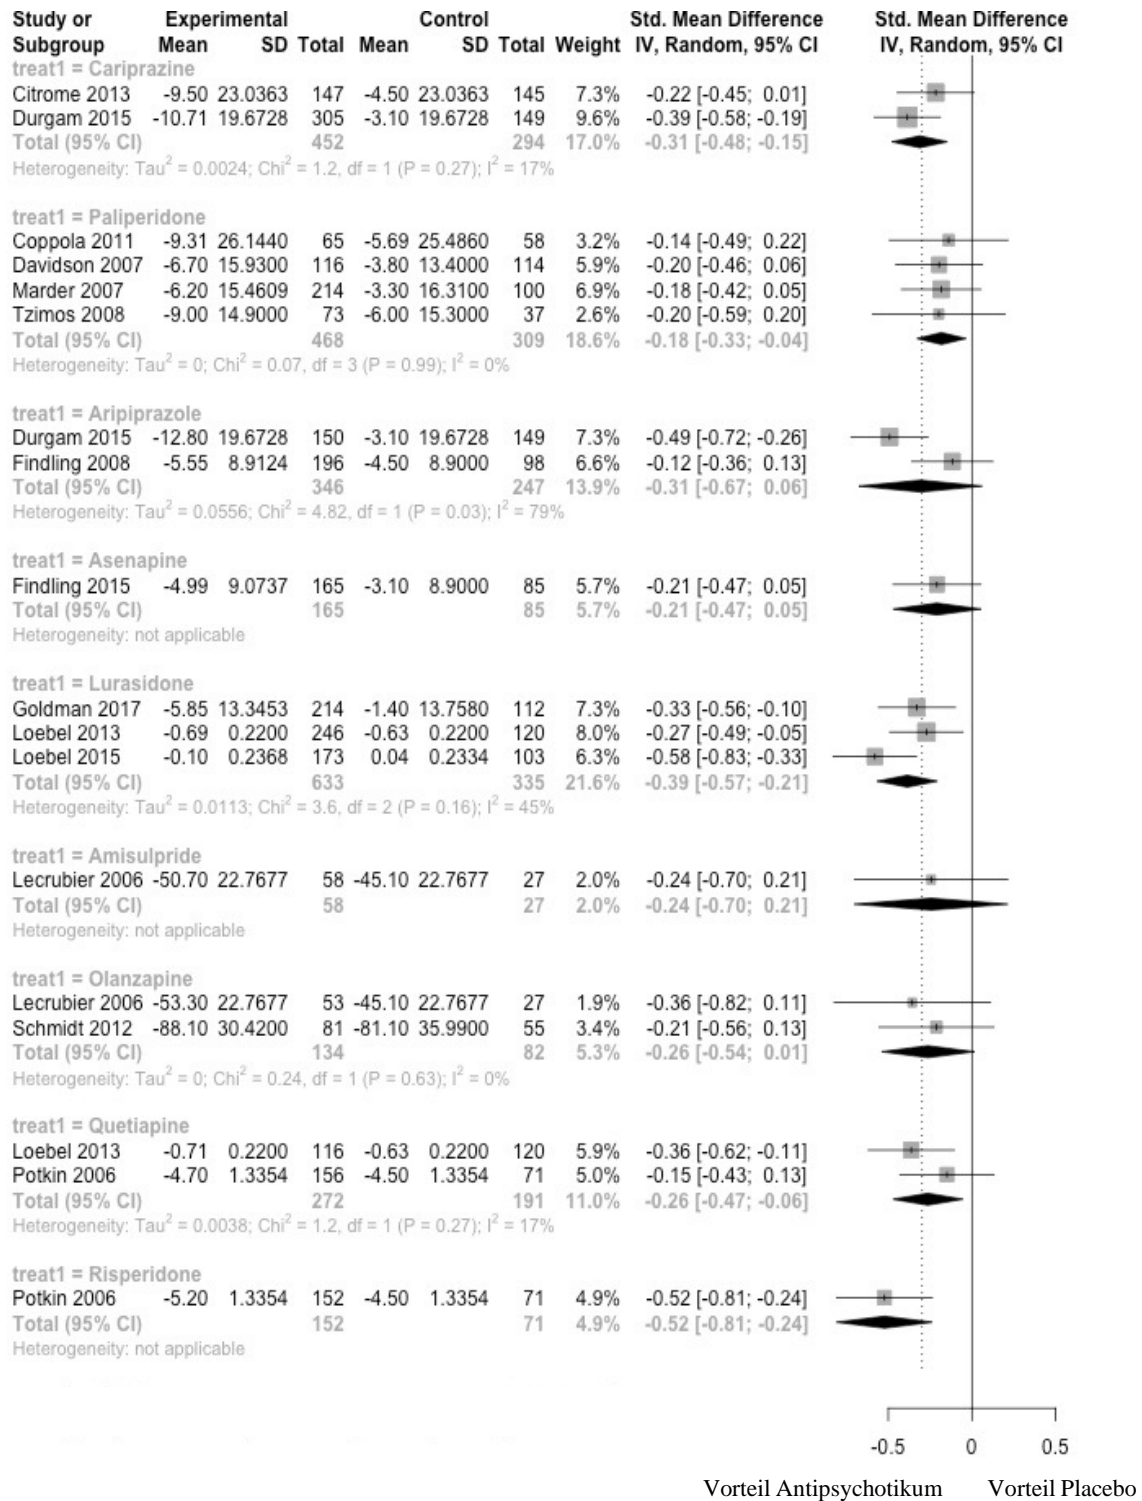 Study or Experimental Control Std. Mean Difference Std. Mean Difference
Subgroup Mean SD Total Mean SD Total Weight IV, Random, 95% CI IV, Random, 95% CI
treat1 = Cariprazine
Citrome 2013 -9.50 23.0363 147 -4.50 23.0363 145 7.3% -0.22 [-0.45; 0.01]
Durgam 2015 -10.71 19.6728 305 -3.10 19.6728 149 9.6% -0.39 [-0.58; -0.19]
Total (95% CI) 452 294 17.0% -0.31 [-0.48; -0.15]
Heterogeneity: Tau² = 0.0024; Chi² = 1.2, df = 1 (P = 0.27); I² = 17%
treat1 = Paliperidone
Coppola 2011 -9.31 26.1440 65 -5.69 25.4860 58 3.2% -0.14 [-0.49; 0.22]
Davidson 2007 -6.70 15.9300 116 -3.80 13.4000 114 5.9% -0.20 [-0.46; 0.06]
Marder 2007 -6.20 15.4609 214 -3.30 16.3100 100 6.9% -0.18 [-0.42; 0.05]
Tzimos 2008 -9.00 14.9000 73 -6.00 15.3000 37 2.6% -0.20 [-0.59; 0.20]
Total (95% CI) 468 309 18.6% -0.18 [-0.33; -0.04]
Heterogeneity: Tau² = 0; Chi² = 0.07, df = 3 (P = 0.99); I² = 0%
treat1 = Aripiprazole
Durgam 2015 -12.80 19.6728 150 -3.10 19.6728 149 7.3% -0.49 [-0.72; -0.26]
Findling 2008 -5.55 8.9124 196 -4.50 8.9000 98 6.6% -0.12 [-0.36; 0.13]
Total (95% CI) 346 247 13.9% -0.31 [-0.67; 0.06]
Heterogeneity: Tau² = 0.0556; Chi² = 4.82, df = 1 (P = 0.03); I² = 79%
treat1 = Asenapine
Findling 2015 -4.99 9.0737 165 -3.10 8.9000 85 5.7% -0.21 [-0.47; 0.05]
Total (95% CI) 165 85 5.7% -0.21 [-0.47; 0.05]
Heterogeneity: not applicable
treat1 = Lurasidone
Goldman 2017 -5.85 13.3453 214 -1.40 13.7580 112 7.3% -0.33 [-0.56; -0.10]
Loebel 2013 -0.69 0.2200 246 -0.63 0.2200 120 8.0% -0.27 [-0.49; -0.05]
Loebel 2015 -0.10 0.2368 173 0.04 0.2334 103 6.3% -0.58 [-0.83; -0.33]
Total (95% CI) 633 335 21.6% -0.39 [-0.57; -0.21]
Heterogeneity: Tau² = 0.0113; Chi² = 3.6, df = 2 (P = 0.16); I² = 45%
treat1 = Amisulpride
Lecrubier 2006 -50.70 22.7677 58 -45.10 22.7677 27 2.0% -0.24 [-0.70; 0.21]
Total (95% CI) 58 27 2.0% -0.24 [-0.70; 0.21]
Heterogeneity: not applicable
treat1 = Olanzapine
Lecrubier 2006 -53.30 22.7677 53 -45.10 22.7677 27 1.9% -0.36 [-0.82; 0.11]
Schmidt 2012 -88.10 30.4200 81 -81.10 35.9900 55 3.4% -0.21 [-0.56; 0.13]
Total (95% CI) 134 82 5.3% -0.26 [-0.54; 0.01]
Heterogeneity: Tau² = 0; Chi² = 0.24, df = 1 (P = 0.63); I² = 0%
treat1 = Quetiapine
Loebel 2013 -0.71 0.2200 116 -0.63 0.2200 120 5.9% -0.36 [-0.62; -0.11]
Potkin 2006 -4.70 1.3354 156 -4.50 1.3354 71 5.0% -0.15 [-0.43; 0.13]
Total (95% CI) 272 191 11.0% -0.26 [-0.47; -0.06]
Heterogeneity: Tau² = 0.0038; Chi² = 1.2, df = 1 (P = 0.27); I² = 17%
treat1 = Risperidone
Potkin 2006 -5.20 1.3354 152 -4.50 1.3354 71 4.9% -0.52 [-0.81; -0.24]
Total (95% CI) 152 71 4.9% -0.52 [-0.81; -0.24]
Heterogeneity: not applicable
-0.5 0 0.5
Vorteil Antipsychotikum Vorteil Placebo